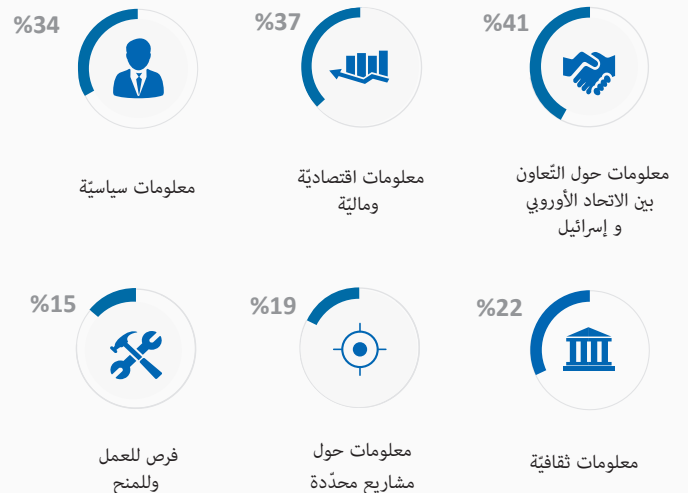 %41
معلومات حول التّعاون
بين الاتحاد الأوروبي
و إسرائيل
%37
معلومات اقتصاديّة
وماليّة
%34
معلومات سياسيّة
%22
معلومات ثقافيّة
%19
معلومات حول
مشاريع محدّدة
%15
فرص للعمل
وللمنح